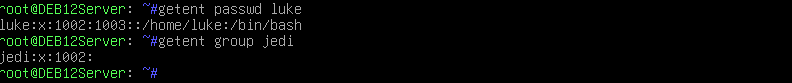 root@DEB12Server: ~#getent passwd luke
luke:x:1002:1003::/home/luke:/bin/bash
root@DEB12Server: ~#getent group jedi
jedi:x:1002:
root@DEB12Server: ~#